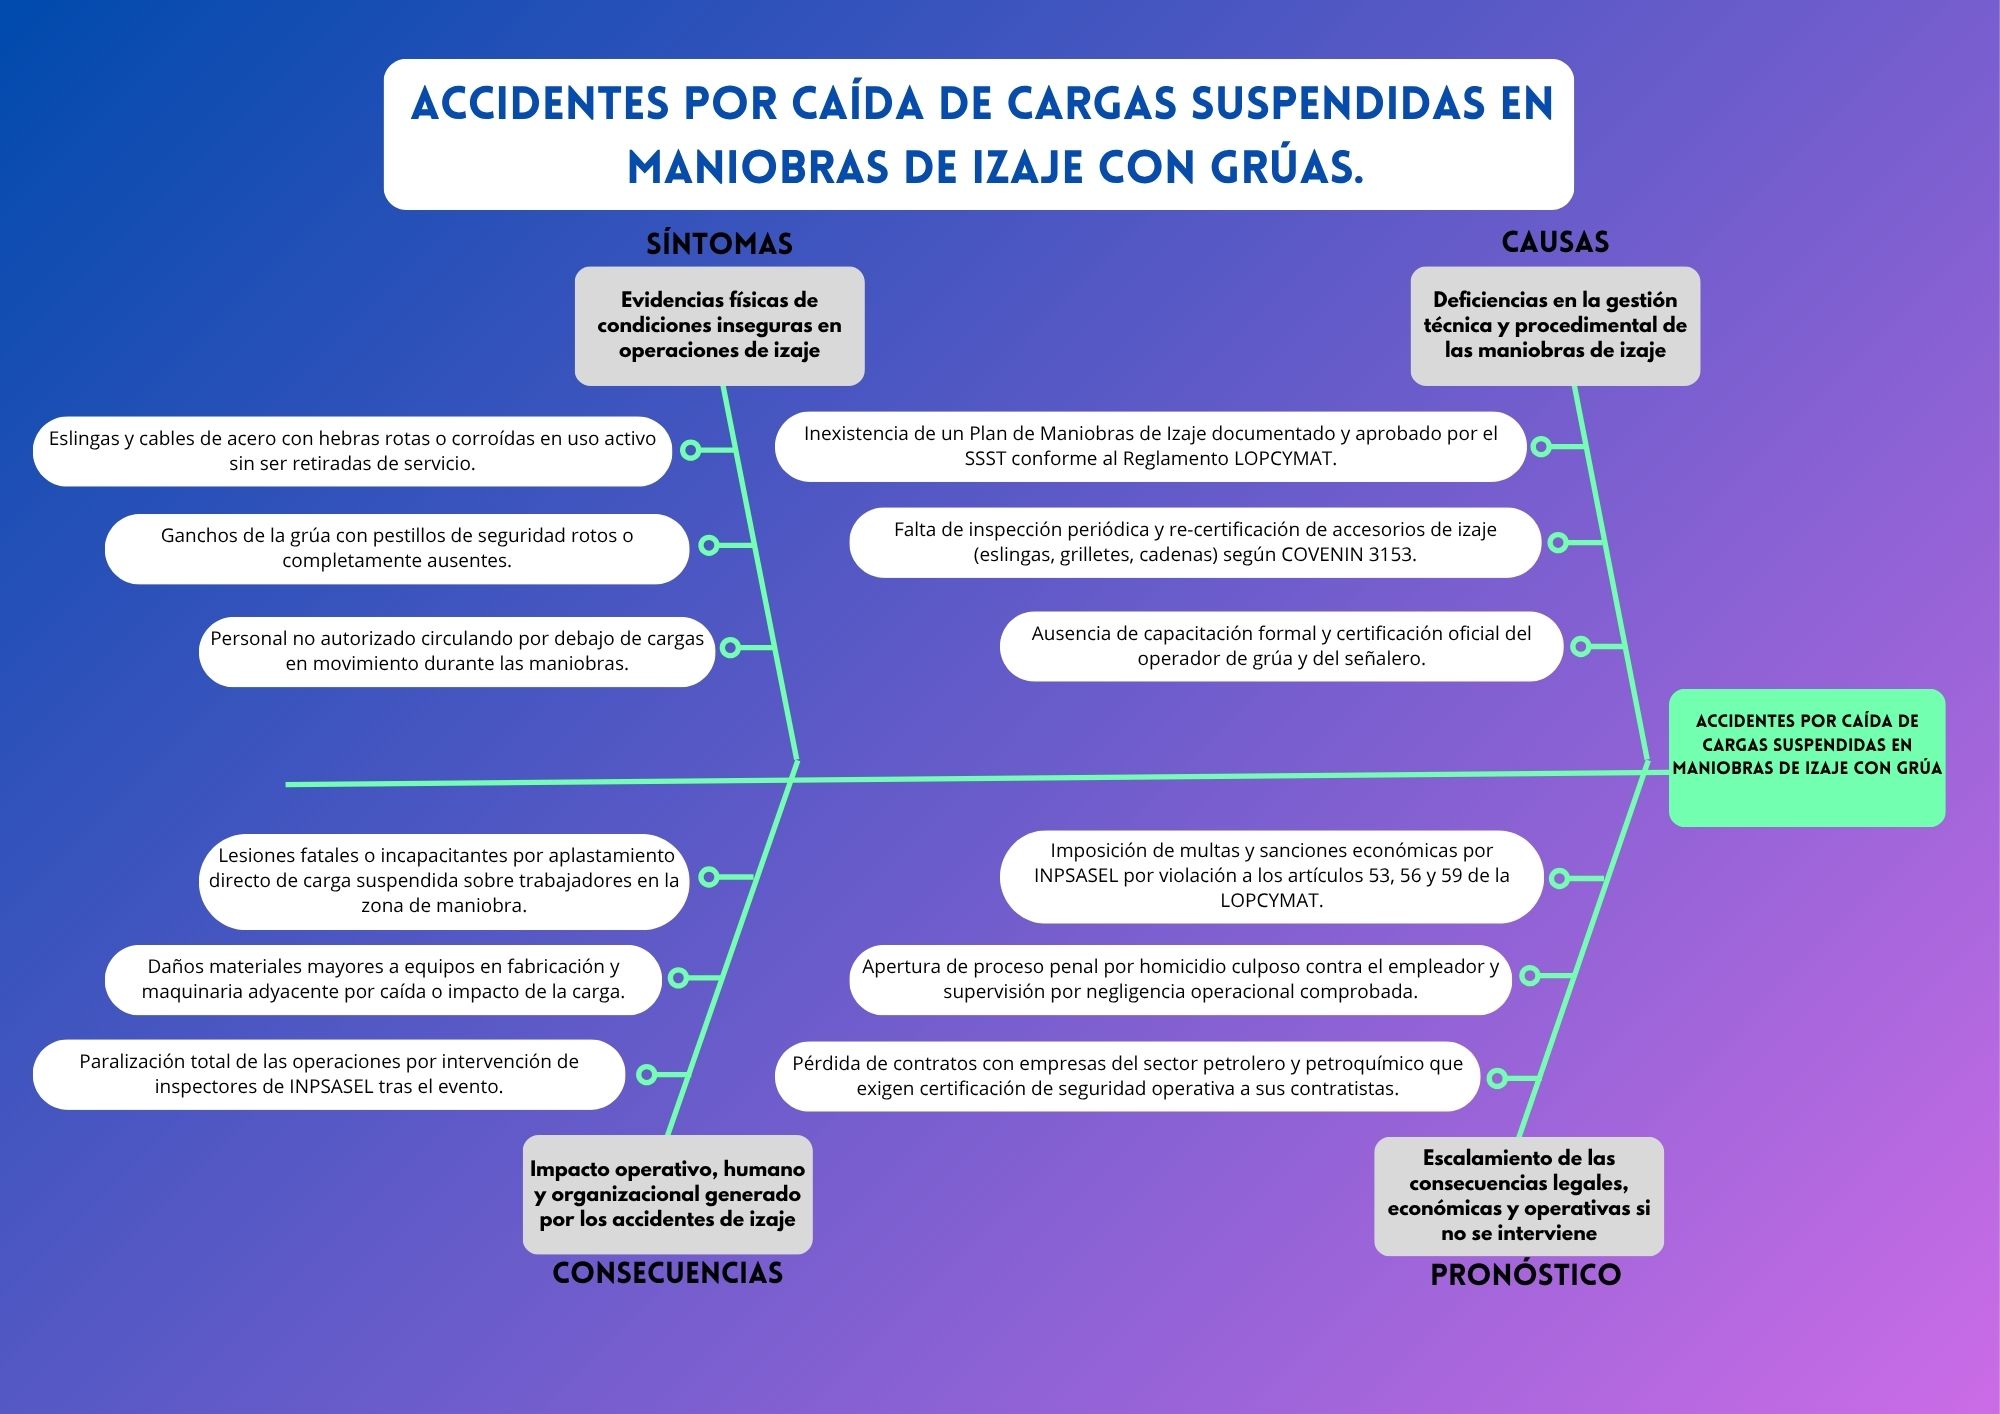 ACCIDENTES POR CAÍDA DE CARGAS SUSPENDIDAS EN
MANIOBRAS DE IZAJE CON GRÚAS.
SÍNTOMAS
Evidencias físicas de
condiciones inseguras en
operaciones de izaje
Eslingas y cables de acero con hebras rotas o corroídas en uso activo
sin ser retiradas de servicio.
Ganchos de la grúa con pestillos de seguridad rotos o
completamente ausentes.
Personal no autorizado circulando por debajo de cargas
en movimiento durante las maniobras.
CAUSAS
Deficiencias en la gestión
técnica y procedimental de
las maniobras de izaje
Inexistencia de un Plan de Maniobras de Izaje documentado y aprobado por el
SSST conforme al Reglamento LOPCYMAT.
Falta de inspección periódica y re-certificación de accesorios de izaje
(eslingas, grilletes, cadenas) según COVENIN 3153.
Ausencia de capacitación formal y certificación oficial del
operador de grúa y del señalero.
ACCIDENTES POR CAÍDA DE
CARGAS SUSPENDIDAS EN
MANIOBRAS DE IZAJE CON GRÚA
Lesiones fatales o incapacitantes por aplastamiento
directo de carga suspendida sobre trabajadores en la
zona de maniobra.
Daños materiales mayores a equipos en fabricación y
maquinaria adyacente por caída o impacto de la carga.
Paralización total de las operaciones por intervención de
inspectores de INPSASEL tras el evento.
Impacto operativo, humano
y organizacional generado
por los accidentes de izaje
CONSECUENCIAS
Imposición de multas y sanciones económicas por
INPSASEL por violación a los artículos 53, 56 y 59 de la
LOPCYMAT.
Apertura de proceso penal por homicidio culposo contra el empleador y
supervisión por negligencia operacional comprobada.
Pérdida de contratos con empresas del sector petrolero y petroquímico que
exigen certificación de seguridad operativa a sus contratistas.
Escalamiento de las
consecuencias legales,
económicas y operativas si
no se interviene
PRONÓSTICO